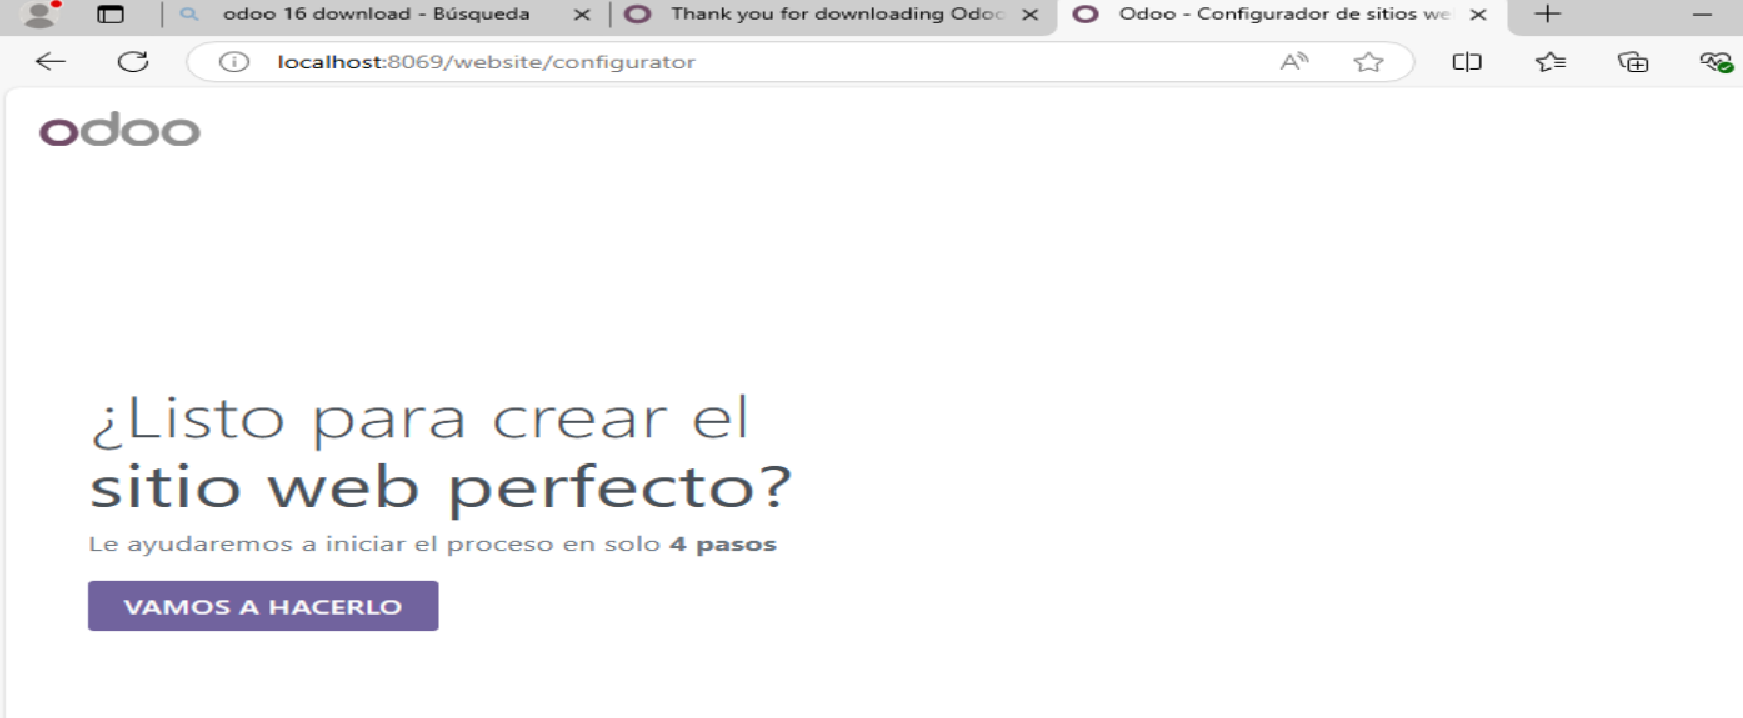 odoo 16 download - Búsqueda
Thank you for downloading Odoo
Odoo - Configurador de sitios we
localhost:8069/website/configurator
odoo
¿Listo para crear el
sitio web perfecto?
Le ayudaremos a iniciar el proceso en solo 4 pasos
VAMOS A HACERLO